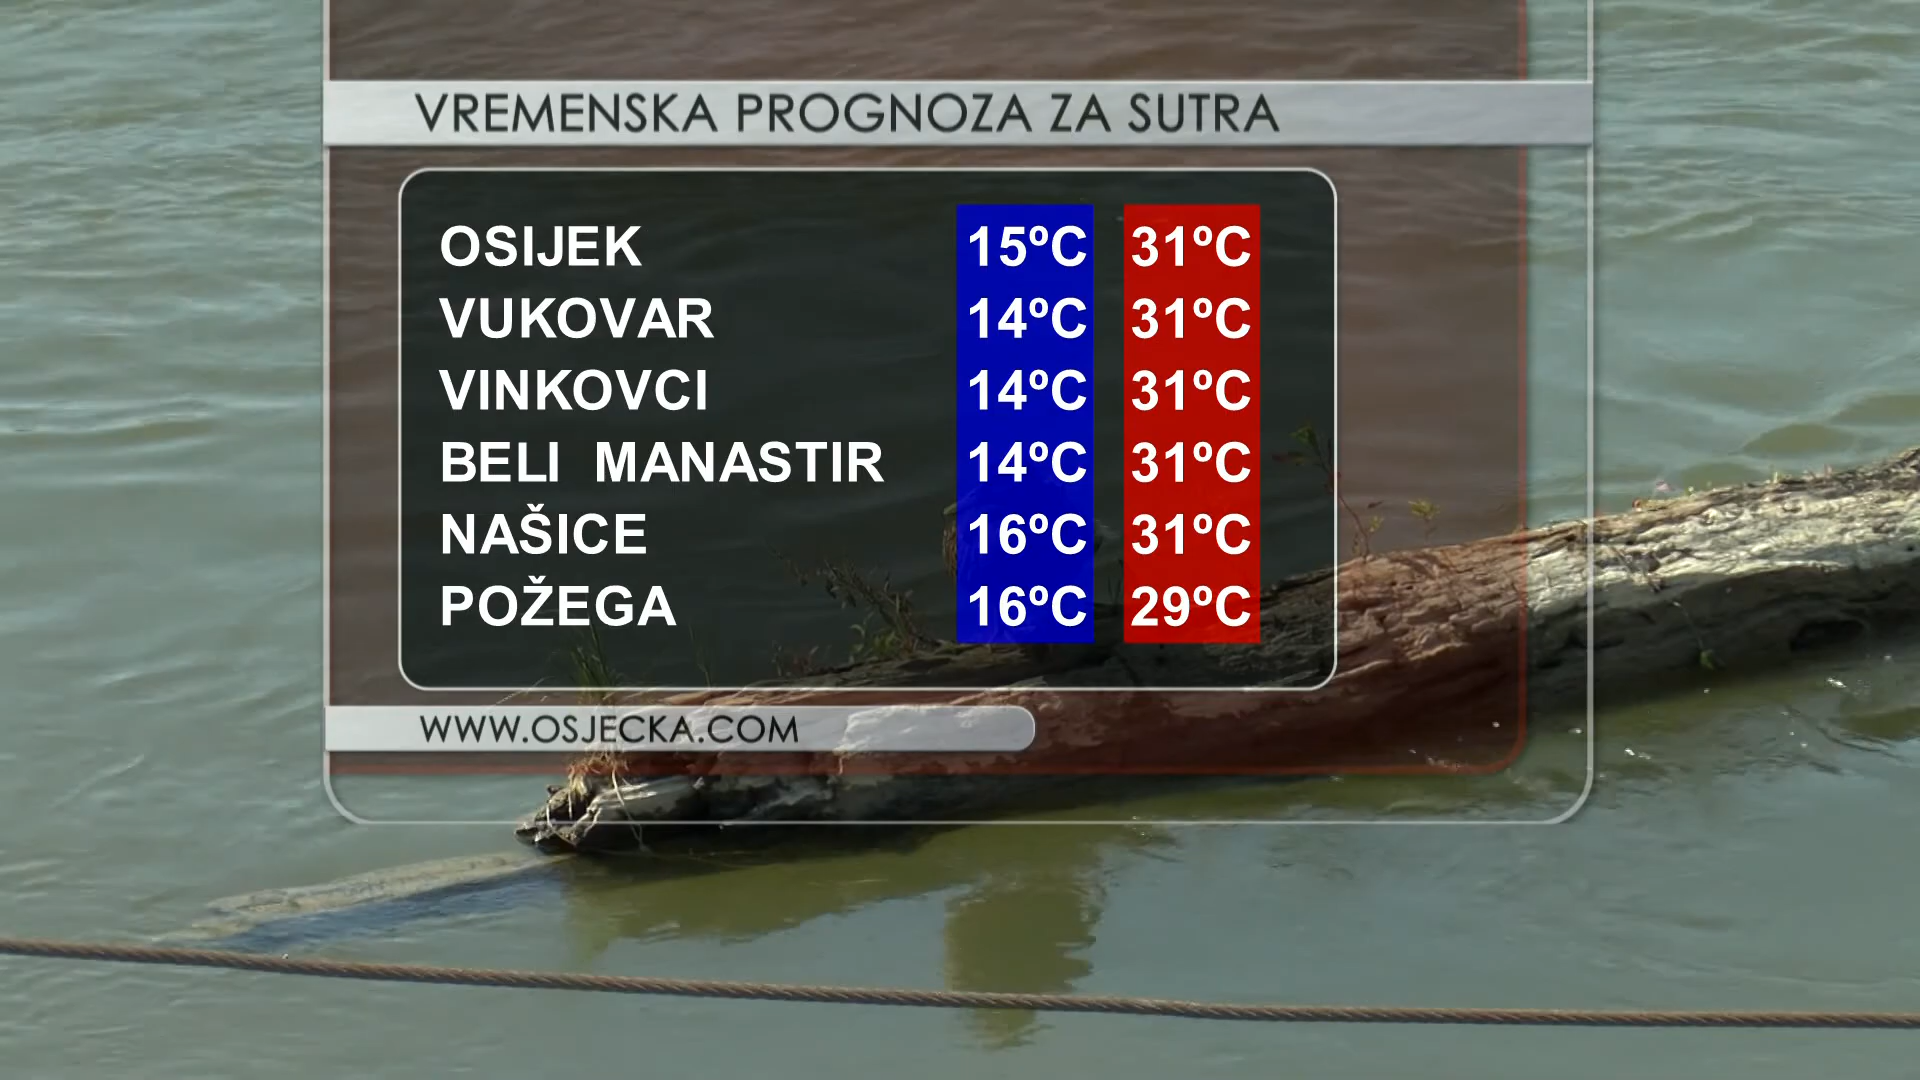 VREMENSKA PROGNOZA ZA SUTRA
OSIJEK 15ºC 31ºC
VUKOVAR 14ºC 31ºC
VINKOVCI 14ºC 31ºC
BELI MANASTIR 14ºC 31ºC
NAŠICE 16ºC 31ºC
POŽEGA 16ºC 29ºC
WWW.OSJECKA.COM